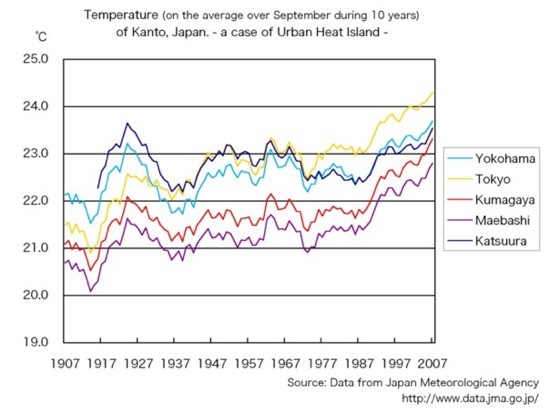 Temperature (on the average over September during 10 years)
of Kanto, Japan. - a case of Urban Heat Island -
℃
25.0
24.0
23.0
22.0
21.0
20.0
19.0
1907 1917 1927 1937 1947 1957 1967 1977 1987 1997 2007
Yokohama
Tokyo
Kumagaya
Maebashi
Katsuura
Source: Data from Japan Meteorological Agency
http://www.data.jma.go.jp/